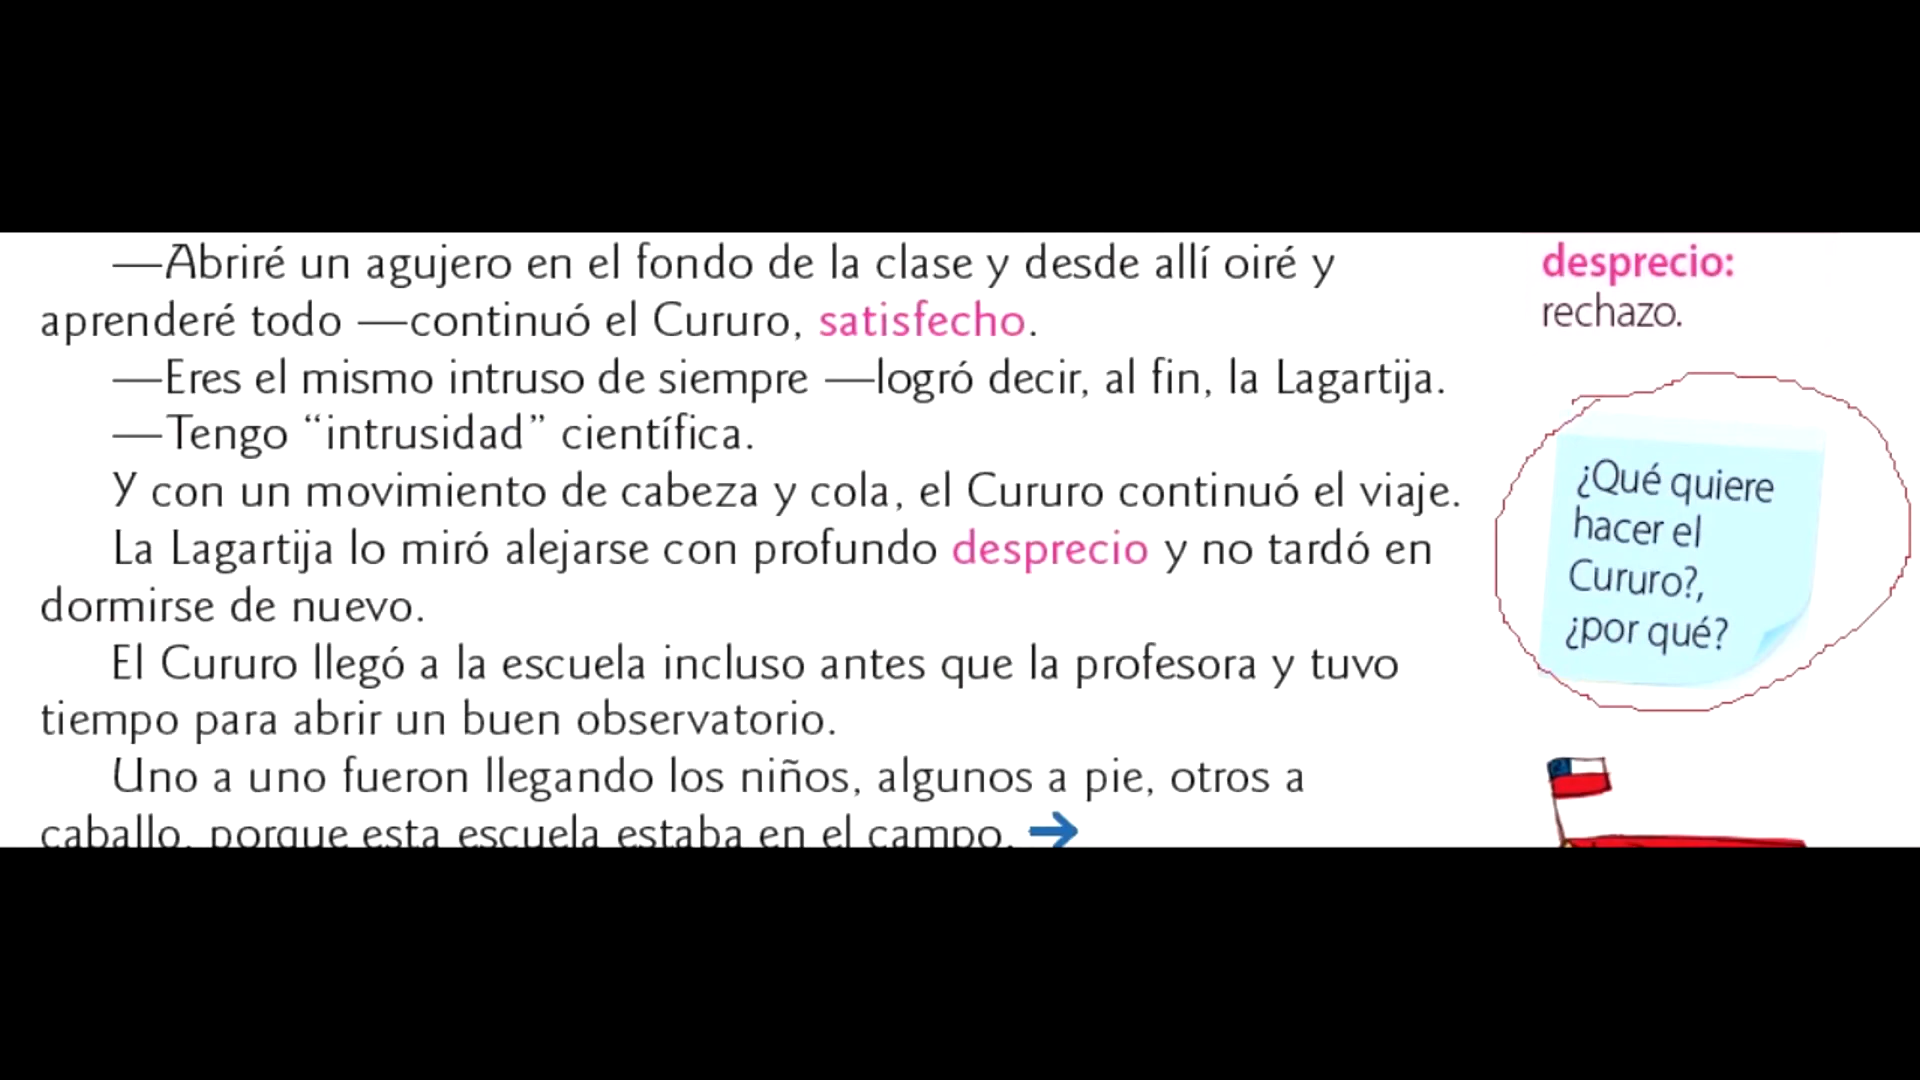 —Abriré un agujero en el fondo de la clase y desde allí oiré y
aprenderé todo —continuó el Cururo, satisfecho.
—Eres el mismo intruso de siempre —logró decir, al fin, la Lagartija.
—Tengo “intrusidad” científica.
Y con un movimiento de cabeza y cola, el Cururo continuó el viaje.
La Lagartija lo miró alejarse con profundo desprecio y no tardó en
dormirse de nuevo.
El Cururo llegó a la escuela incluso antes que la profesora y tuvo
tiempo para abrir un buen observatorio.
Uno a uno fueron llegando los niños, algunos a pie, otros a
caballo, porque esta escuela estaba en el campo.
desprecio:
rechazo.
¿Qué quiere
hacer el
Cururo?,
¿por qué?